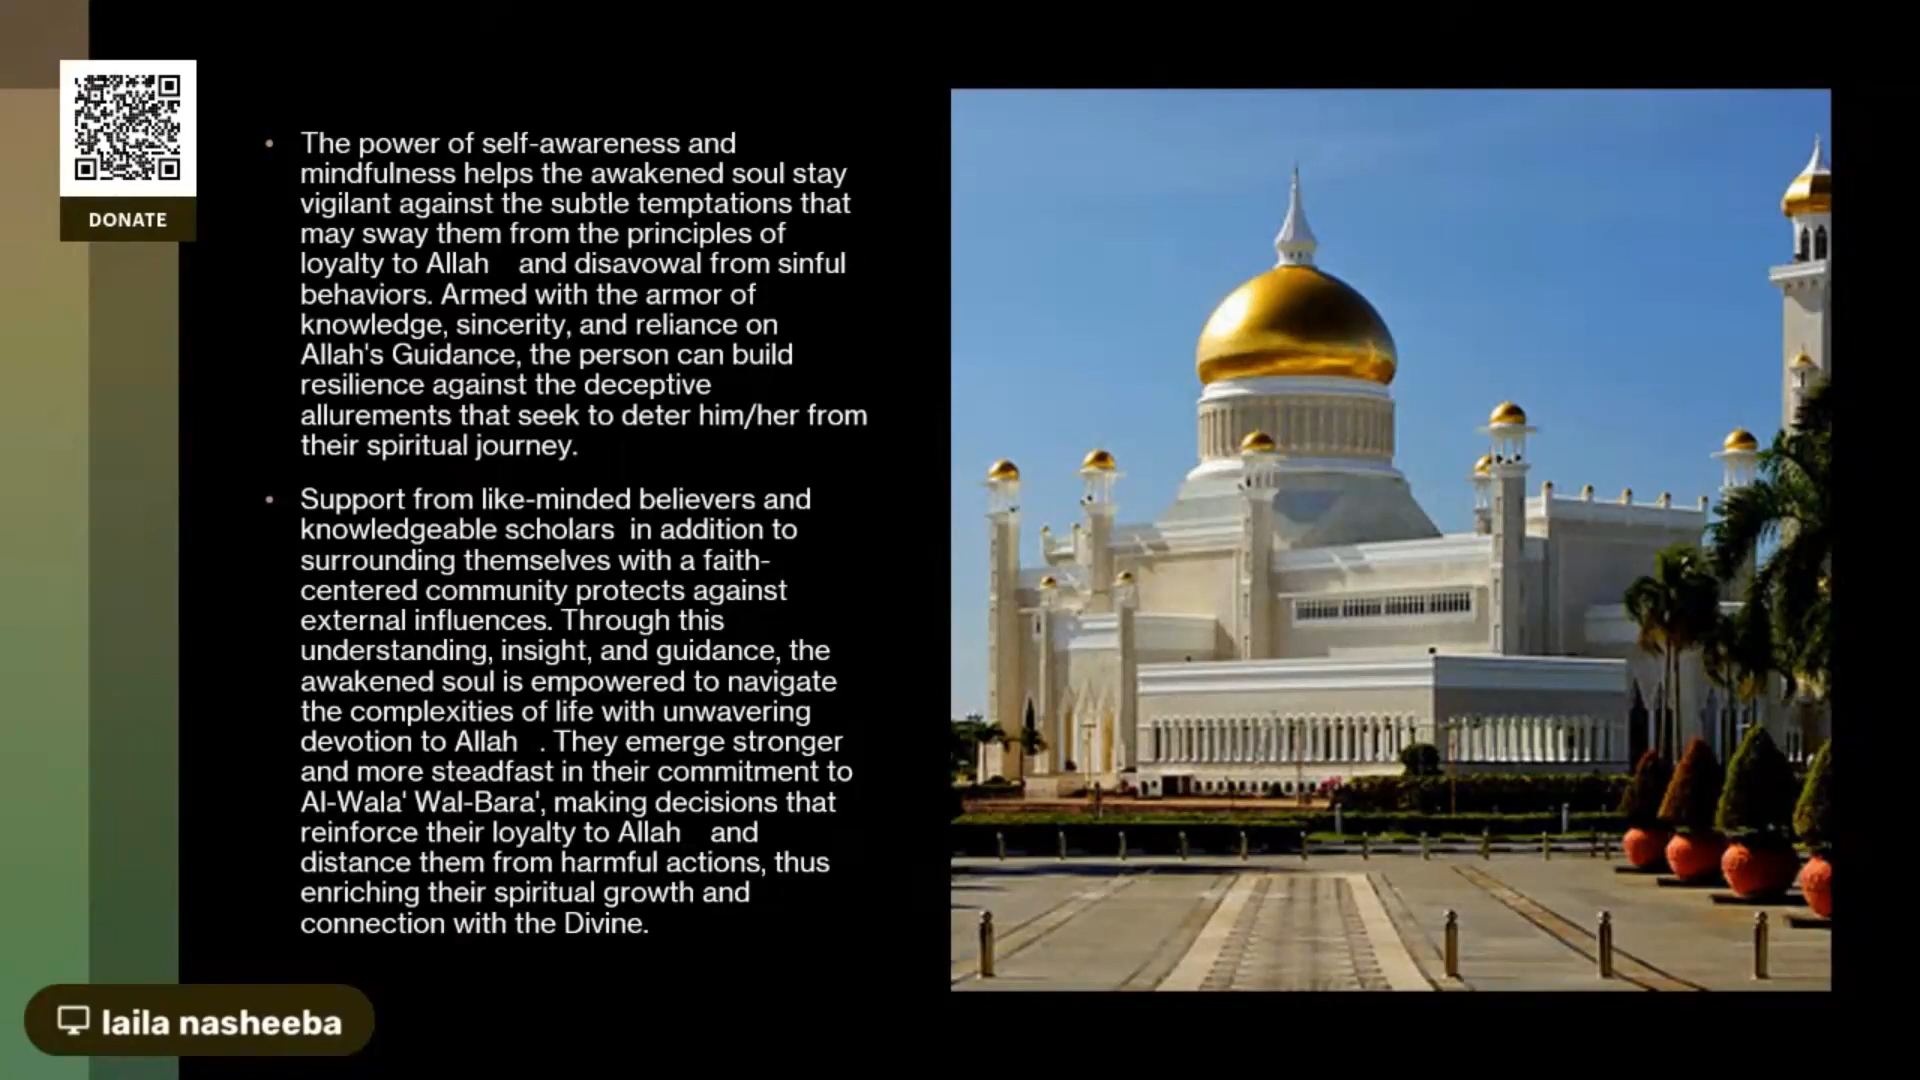 DONATE
• The power of self-awareness and
mindfulness helps the awakened soul stay
vigilant against the subtle temptations that
may sway them from the principles of
loyalty to Allah and disavowal from sinful
behaviors. Armed with the armor of
knowledge, sincerity, and reliance on
Allah's Guidance, the person can build
resilience against the deceptive
allurements that seek to deter him/her from
their spiritual journey.
• Support from like-minded believers and
knowledgeable scholars in addition to
surrounding themselves with a faith-
centered community protects against
external influences. Through this
understanding, insight, and guidance, the
awakened soul is empowered to navigate
the complexities of life with unwavering
devotion to Allah . They emerge stronger
and more steadfast in their commitment to
Al-Wala' Wal-Bara', making decisions that
reinforce their loyalty to Allah and
distance them from harmful actions, thus
enriching their spiritual growth and
connection with the Divine.
laila nasheeba